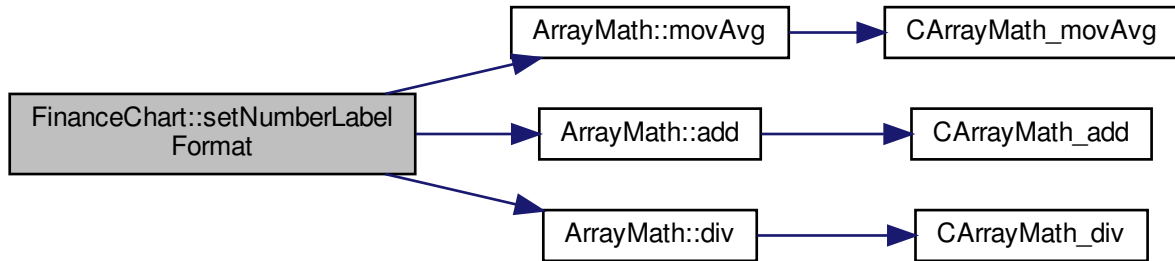 FinanceChart::setNumberLabel
Format
ArrayMath::movAvg
CArrayMath_movAvg
ArrayMath::add
CArrayMath_add
ArrayMath::div
CArrayMath_div